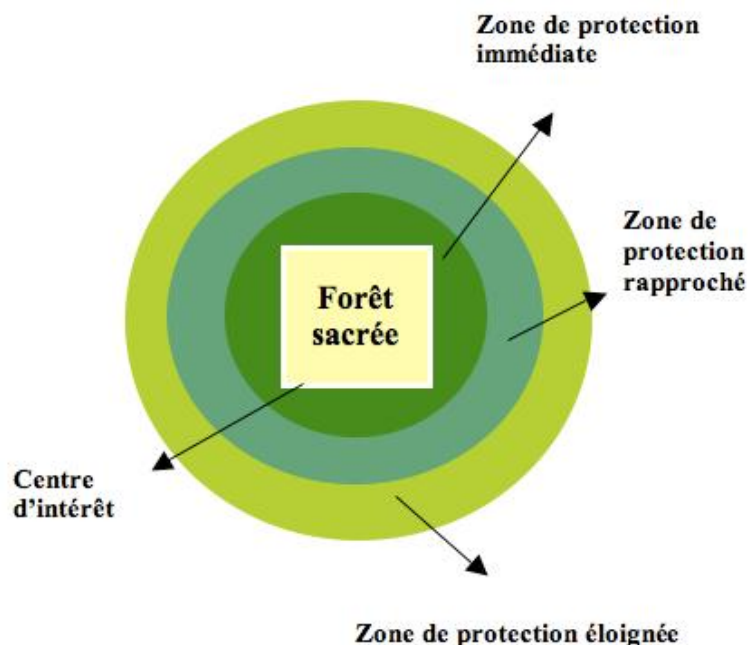 Zone de protection
immédiate
Zone de
protection
rapproché
Forêt
sacrée
Centre
d’intérêt
Zone de protection éloignée